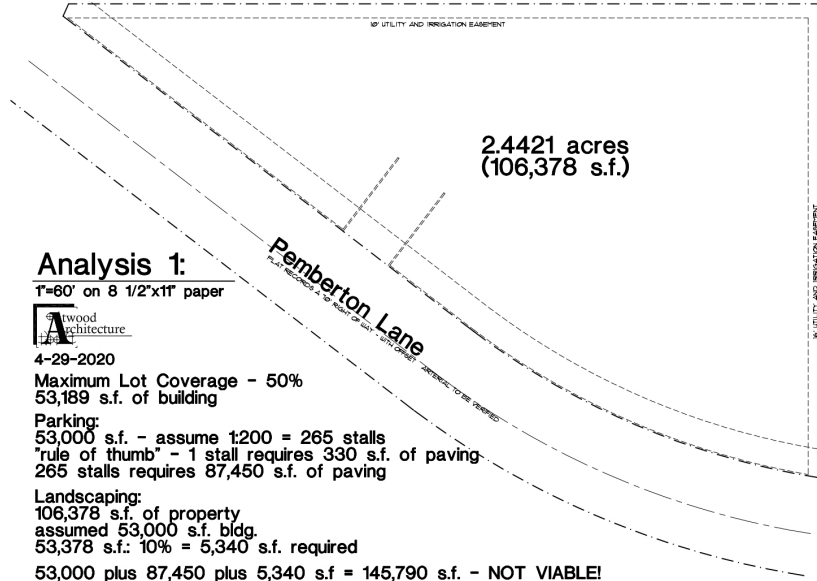 10' UTILITY AND IRRIGATION EASEMENT
2.4421 acres
(106,378 s.f.)
UTILITY AND IRRIGATION EASEMENT
Pemberton Lane
PLAT RECORDS A RIGHT OF WAY - WITH OFFSET ARTERIAL TO BE VERIFIED
Analysis 1:
1"=60' on 8 1/2"x11" paper
Atwood
Architecture
4-29-2020
Maximum Lot Coverage - 50%
53,189 s.f. of building
Parking:
53,000 s.f. - assume 1:200 = 265 stalls
"rule of thumb" - 1 stall requires 330 s.f. of paving
265 stalls requires 87,450 s.f. of paving
Landscaping:
106,378 s.f. of property
assumed 53,000 s.f. bldg.
53,378 s.f.: 10% = 5,340 s.f. required
53,000 plus 87,450 plus 5,340 s.f = 145,790 s.f. - NOT VIABLE!